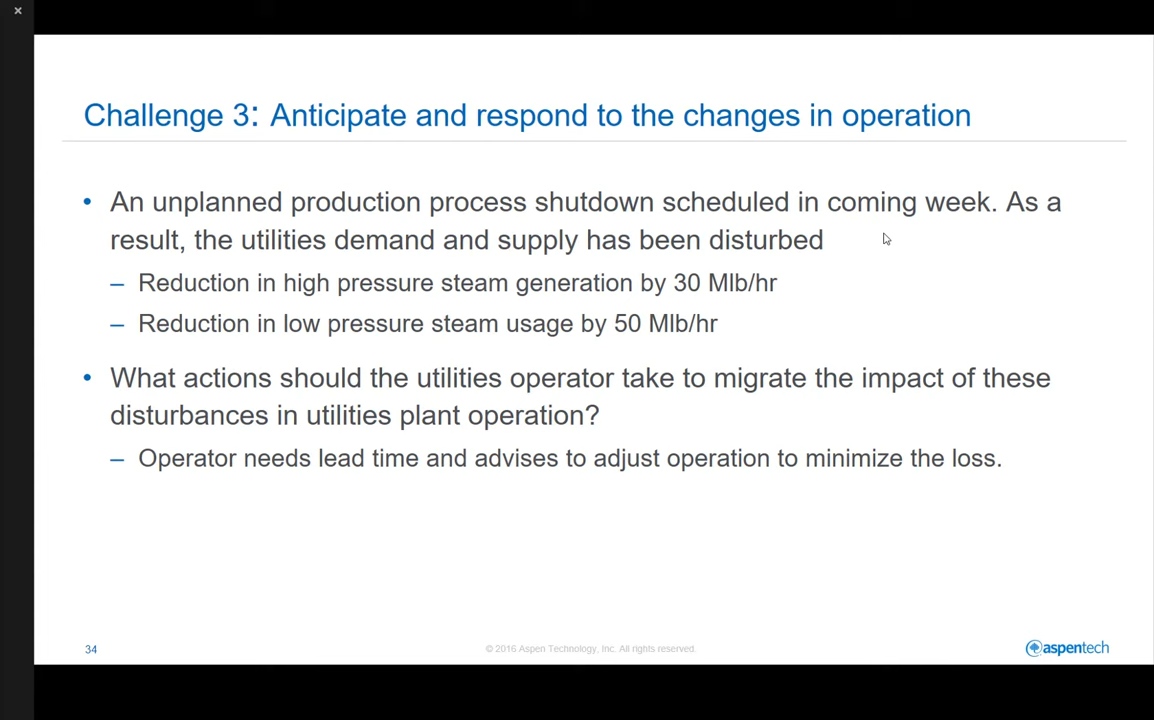 Challenge 3: Anticipate and respond to the changes in operation
• An unplanned production process shutdown scheduled in coming week. As a
result, the utilities demand and supply has been disturbed
– Reduction in high pressure steam generation by 30 Mlb/hr
– Reduction in low pressure steam usage by 50 Mlb/hr
• What actions should the utilities operator take to migrate the impact of these
disturbances in utilities plant operation?
– Operator needs lead time and advises to adjust operation to minimize the loss.
34
© 2016 Aspen Technology, Inc. All rights reserved.
aspentech